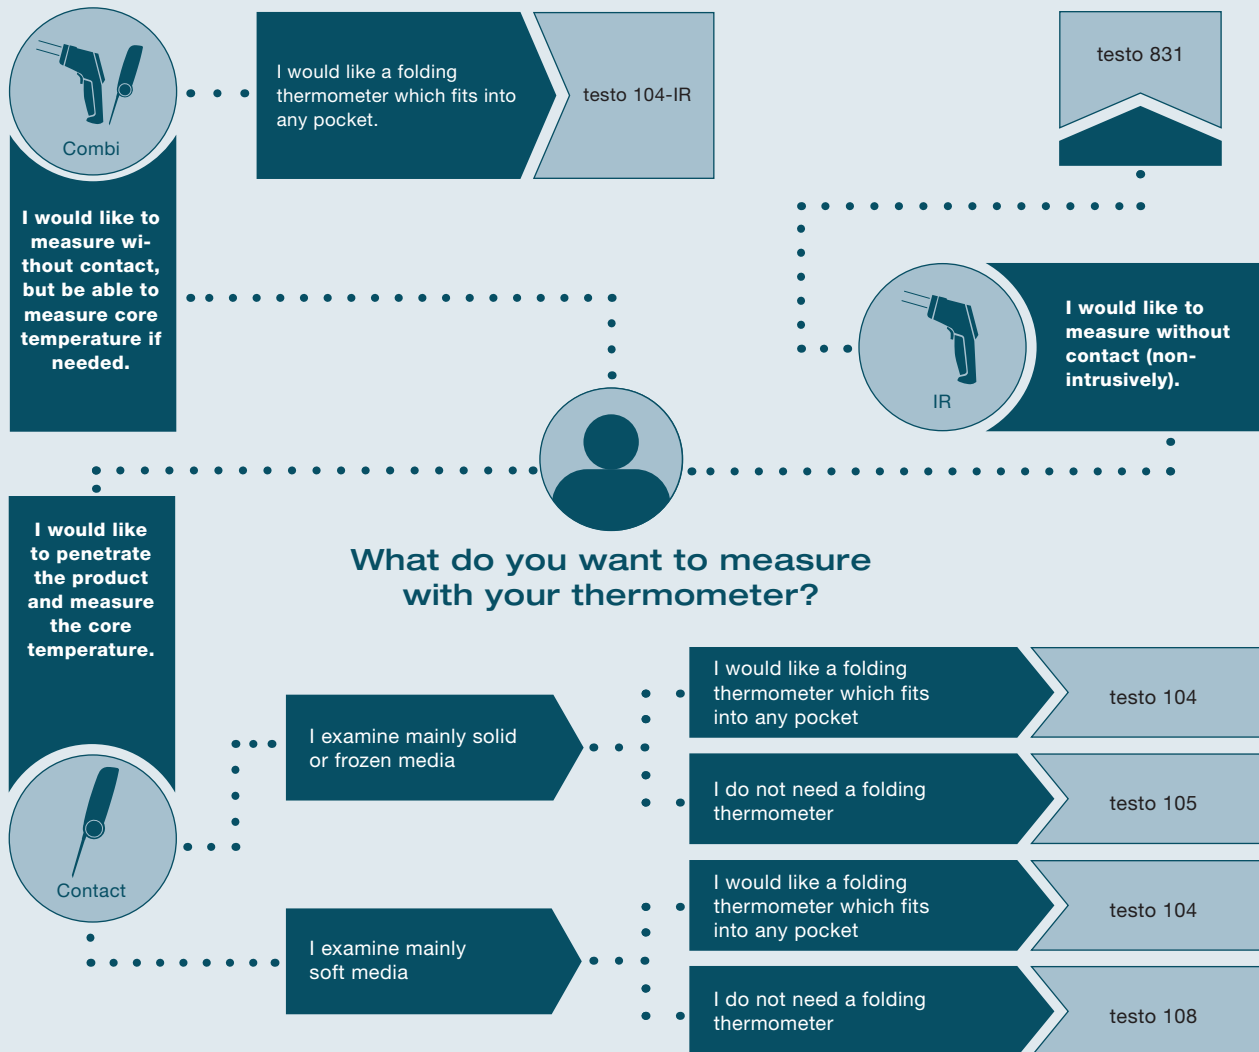 Combi
I would like to
measure wi-
thout contact,
but be able to
measure core
temperature if
needed.
I would like a folding
thermometer which fits into
any pocket.
testo 104-IR
testo 831
IR
I would like to
measure without
contact (non-
intrusively).
What do you want to measure
with your thermometer?
I would like
to penetrate
the product
and measure
the core
temperature.
Contact
I examine mainly solid
or frozen media
I would like a folding
thermometer which fits
into any pocket
testo 104
I do not need a folding
thermometer
testo 105
I examine mainly
soft media
I would like a folding
thermometer which fits
into any pocket
testo 104
I do not need a folding
thermometer
testo 108